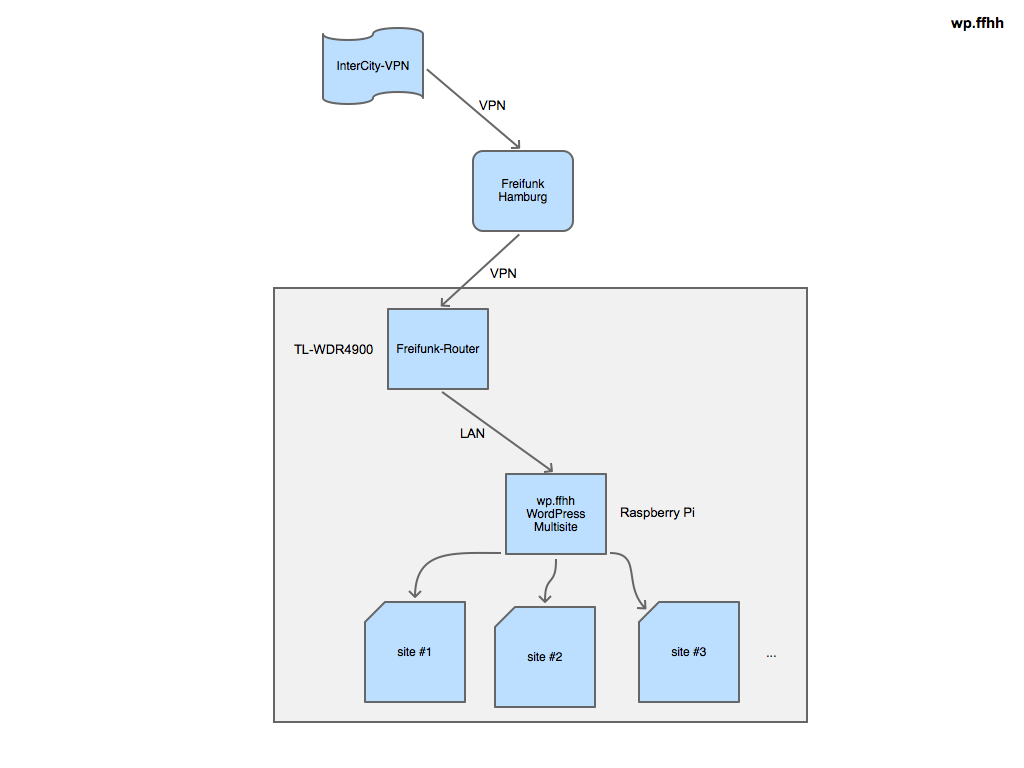 wp.ffhh
InterCity-VPN
VPN
Freifunk
Hamburg
VPN
TL-WDR4900
Freifunk-Router
LAN
wp.ffhh
WordPress
Multisite
Raspberry Pi
site #1
site #2
site #3
...